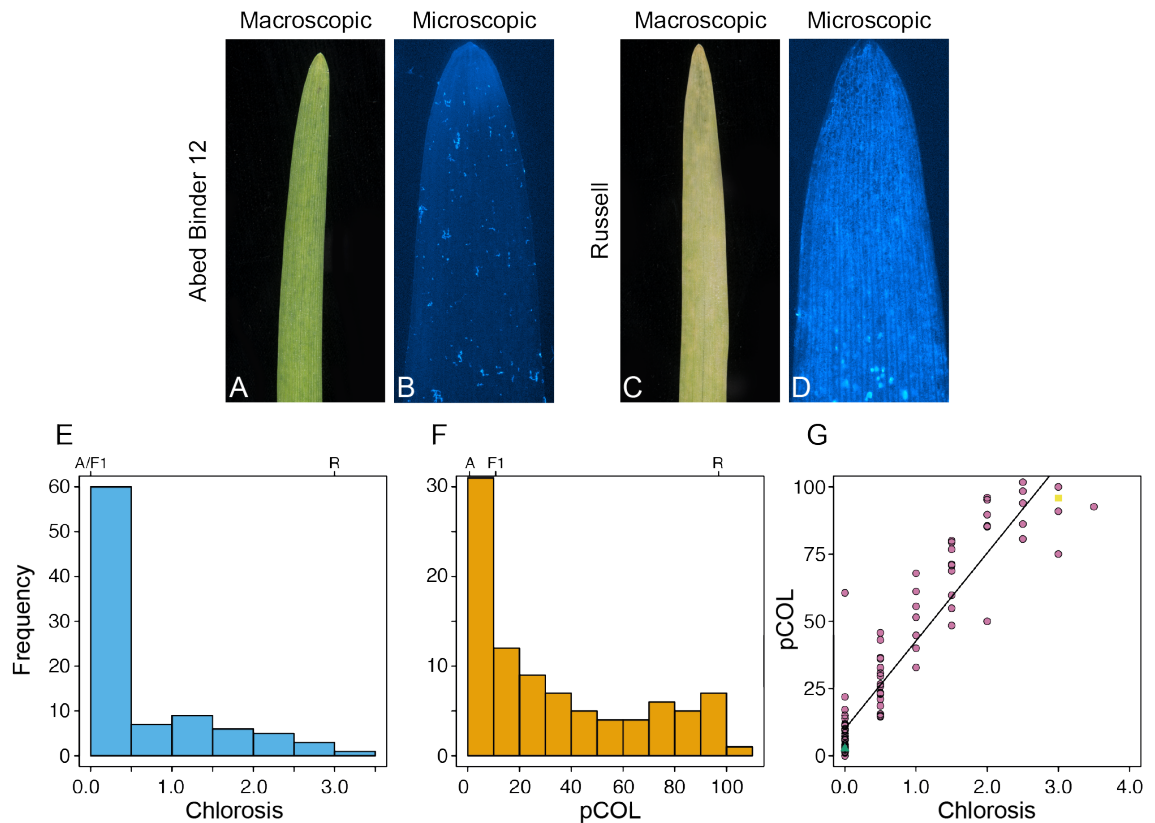 Macroscopic Microscopic Macroscopic Microscopic
Abed Binder 12
Russell
A B C D
E F G
A/F1 R
A F1 R
60
50
40
30
20
10
0
Frequency
0.0 1.0 2.0 3.0
Chlorosis
30
20
10
0
0 20 40 60 80 100
pCOL
100
75
50
25
0
pCOL
0.0 1.0 2.0 3.0 4.0
Chlorosis